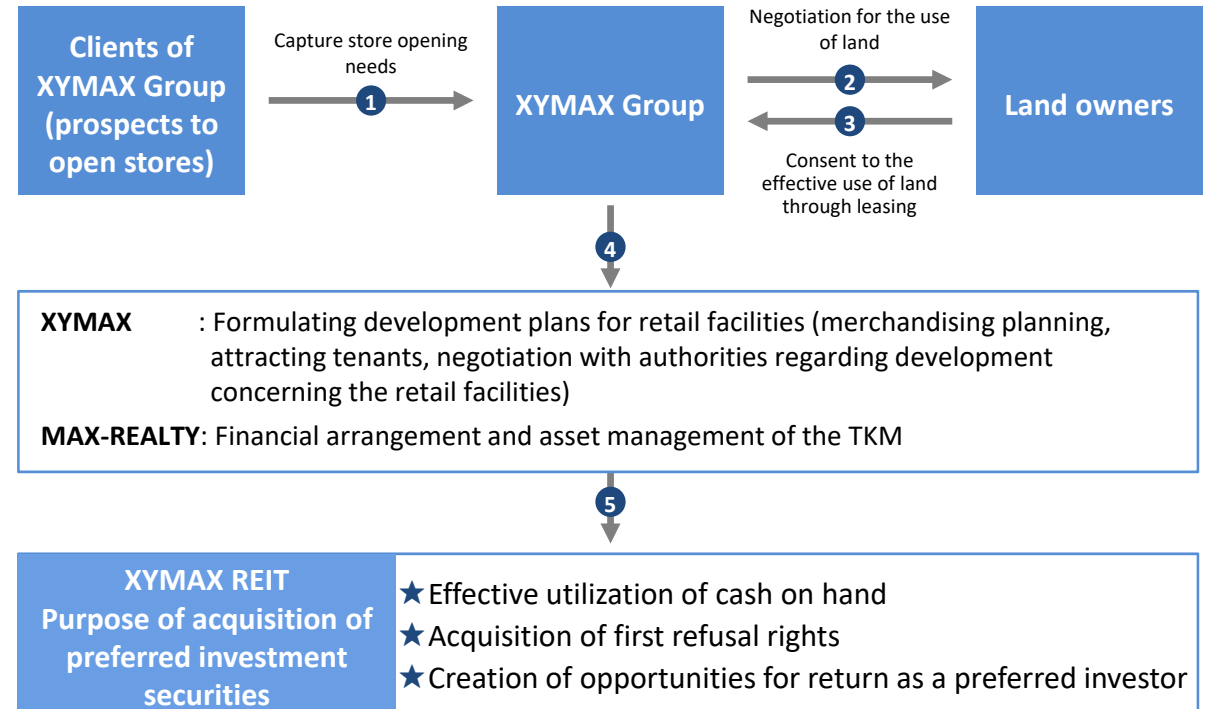 Clients of
XYMAX Group
(prospects to
open stores)
Capture store opening
needs
1
XYMAX Group
Negotiation for the use
of land
2
3
Consent to the
effective use of land
through leasing
Land owners
4
XYMAX : Formulating development plans for retail facilities (merchandising planning,
attracting tenants, negotiation with authorities regarding development
concerning the retail facilities)
MAX-REALTY: Financial arrangement and asset management of the TKM
5
XYMAX REIT
Purpose of acquisition of
preferred investment
securities
★Effective utilization of cash on hand
★Acquisition of first refusal rights
★Creation of opportunities for return as a preferred investor